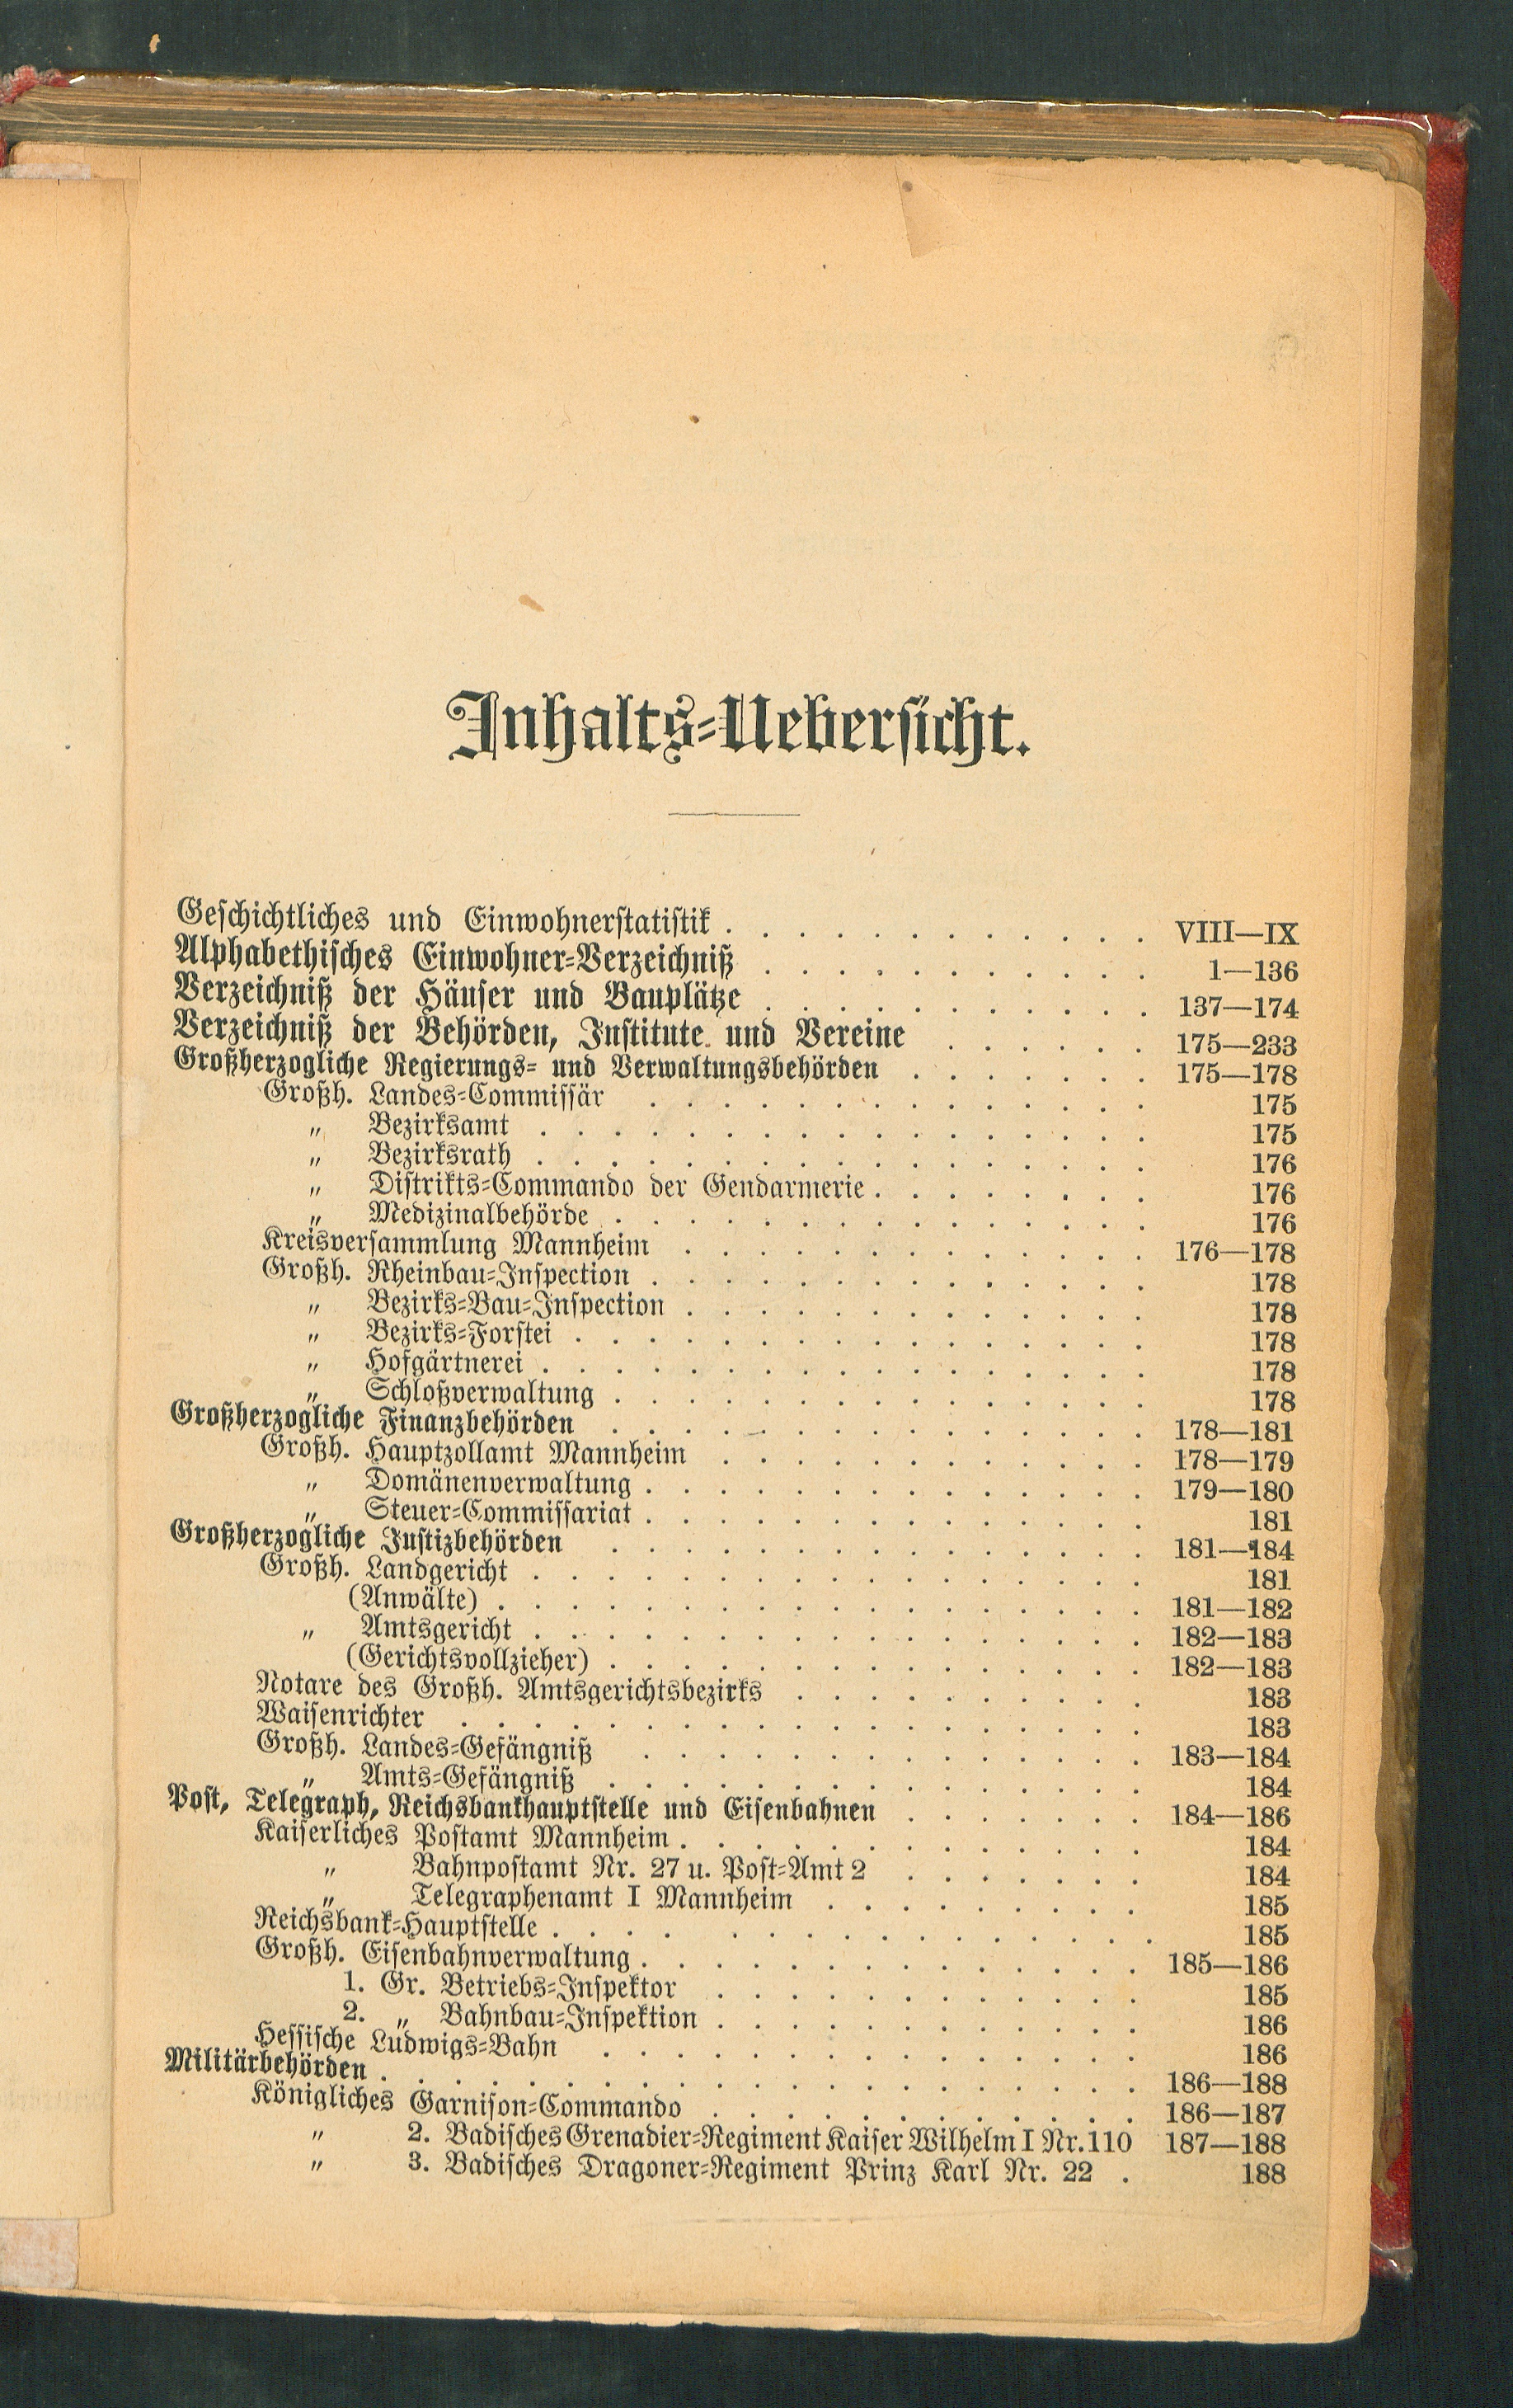 Inhalts-Uebersicht.
Geschichtliches und Einwohnerstatistik . . . . . . . . . . . . VIII—IX
Alphabethisches Einwohner-Verzeichniß . . . . . . . . . . . 1—136
Verzeichniß der Häuser und Bauplätze . . . . . . . . . . . 137—174
Verzeichniß der Behörden, Institute und Vereine . . . . . . 175—233
Großherzogliche Regierungs- und Verwaltungsbehörden . . . . . . . 175—178
Großh. Landes-Commissär . . . . . . . . . . . . . . 175
„ Bezirksamt . . . . . . . . . . . . . . . . . 175
„ Bezirksrath . . . . . . . . . . . . . . . . . 176
„ Distrikts-Commando der Gendarmerie . . . . . . . . 176
„ Medizinalbehörde . . . . . . . . . . . . . . . 176
Kreisversammlung Mannheim . . . . . . . . . . . . . 176—178
Großh. Rheinbau-Inspection . . . . . . . . . . . . . . 178
„ Bezirks-Bau-Inspection . . . . . . . . . . . . . 178
„ Bezirks-Forstei . . . . . . . . . . . . . . . . 178
„ Hofgärtnerei . . . . . . . . . . . . . . . . . 178
„ Schloßverwaltung . . . . . . . . . . . . . . . 178
Großherzogliche Finanzbehörden . . . . . . . . . . . . . . . 178—181
Großh. Hauptzollamt Mannheim . . . . . . . . . . . . 178—179
„ Domänenverwaltung . . . . . . . . . . . . . . 179—180
„ Steuer-Commissariat . . . . . . . . . . . . . . 181
Großherzogliche Justizbehörden . . . . . . . . . . . . . . . 181—184
Großh. Landgericht . . . . . . . . . . . . . . . . . 181
(Anwälte) . . . . . . . . . . . . . . . . . . 181—182
„ Amtsgericht . . . . . . . . . . . . . . . . . 182—183
(Gerichtsvollzieher) . . . . . . . . . . . . . . . 182—183
Notare des Großh. Amtsgerichtsbezirks . . . . . . . . . . 183
Waisenrichter . . . . . . . . . . . . . . . . . . . 183
Großh. Landes-Gefängniß . . . . . . . . . . . . . . 183—184
„ Amts-Gefängniß . . . . . . . . . . . . . . . 184
Post, Telegraph, Reichsbankhauptstelle und Eisenbahnen . . . . . . . 184—186
Kaiserliches Postamt Mannheim . . . . . . . . . . . . . 184
„ Bahnpostamt Nr. 27 u. Post-Amt 2 . . . . . . . 184
„ Telegraphenamt I Mannheim . . . . . . . . . 185
Reichsbank-Hauptstelle . . . . . . . . . . . . . . . . 185
Großh. Eisenbahnverwaltung . . . . . . . . . . . . . . 185—186
1. Gr. Betriebs-Inspektor . . . . . . . . . . . . 185
2. „ Bahnbau-Inspektion . . . . . . . . . . . . 186
Hessische Ludwigs-Bahn . . . . . . . . . . . . . . . 186
Militärbehörden . . . . . . . . . . . . . . . . . . . . . 186—188
Königliches Garnison-Commando . . . . . . . . . . . . 186—187
„ 2. Badisches Grenadier-Regiment Kaiser Wilhelm I Nr. 110 187—188
„ 3. Badisches Dragoner-Regiment Prinz Karl Nr. 22 . 188